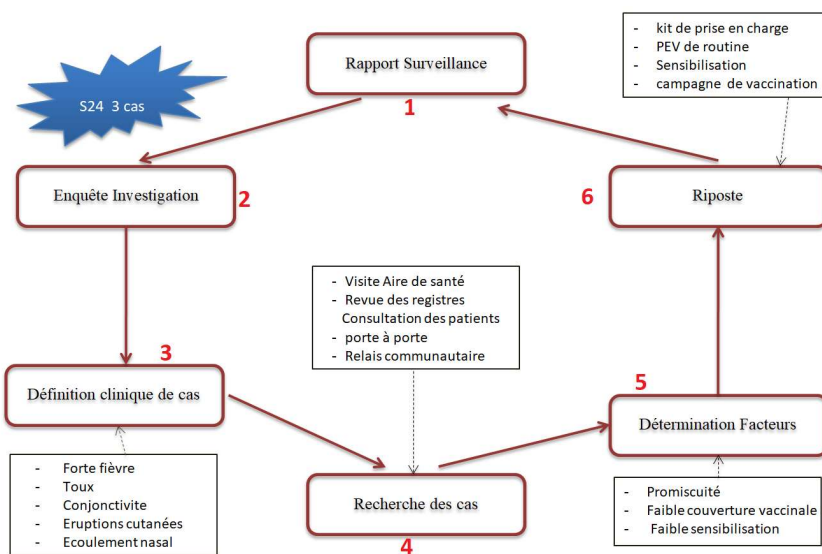 - kit de prise en charge
- PEV de routine
- Sensibilisation
- campagne de vaccination
Rapport Surveillance
1
S24 3 cas
Enquête Investigation
2
6
Riposte
- Visite Aire de santé
- Revue des registres
Consultation des patients
- porte à porte
- Relais communautaire
3
Définition clinique de cas
5
Détermination Facteurs
- Forte fièvre
- Toux
- Conjonctivite
- Eruptions cutanées
- Ecoulement nasal
Recherche des cas
4
- Promiscuité
- Faible couverture vaccinale
- Faible sensibilisation